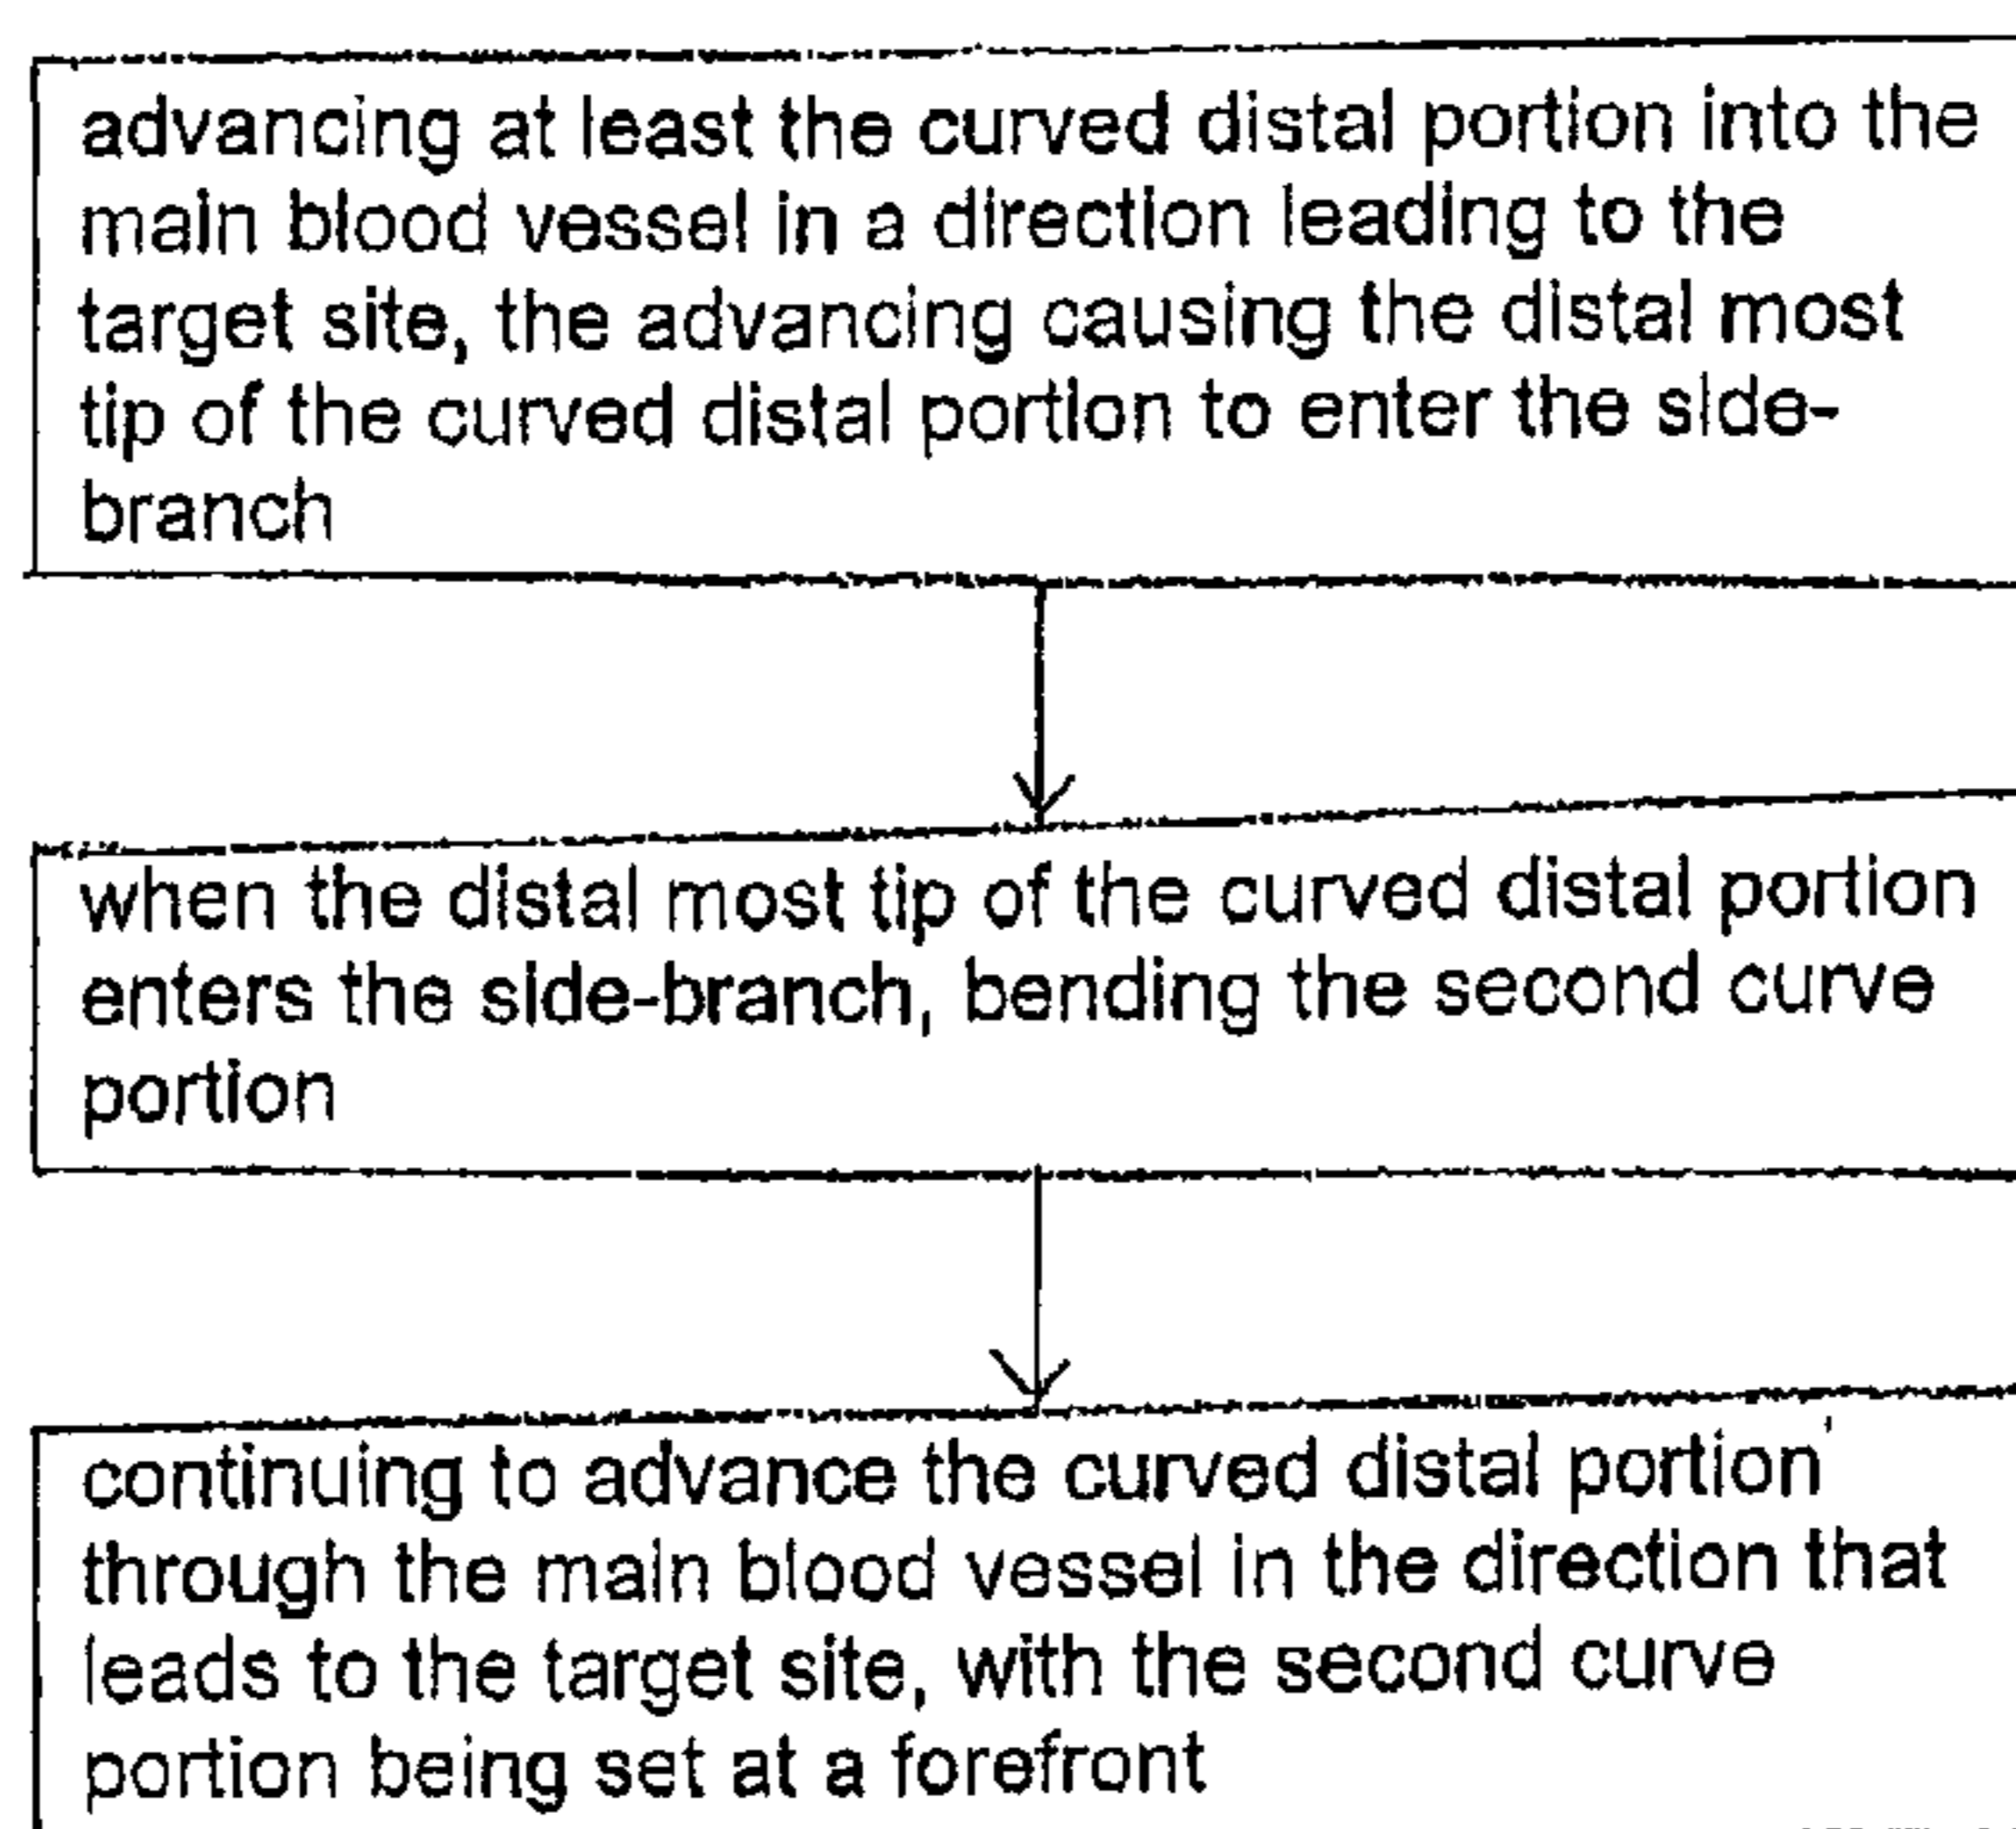 advancing at least the curved distal portion into the
main blood vessel in a direction leading to the
target site, the advancing causing the distal most
tip of the curved distal portion to enter the side-
branch
when the distal most tip of the curved distal portion
enters the side-branch, bending the second curve
portion
continuing to advance the curved distal portion
through the main blood vessel in the direction that
leads to the target site, with the second curve
portion being set at a forefront